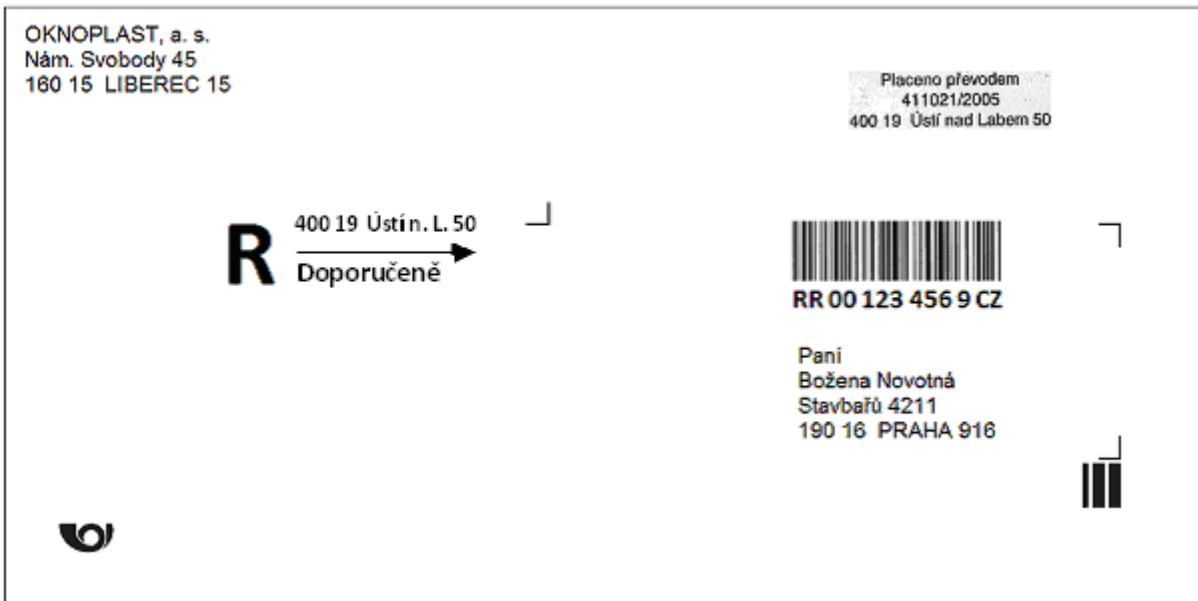 OKNOPLAST, a. s.
Nám. Svobody 45
160 15 LIBEREC 15
Placeno převodem
411021/2005
400 19 Ústí nad Labem 50
R
400 19 Ústí n. L. 50
Doporučeně
RR 00 123 456 9 CZ
Paní
Božena Novotná
Stavbařů 4211
190 16 PRAHA 916